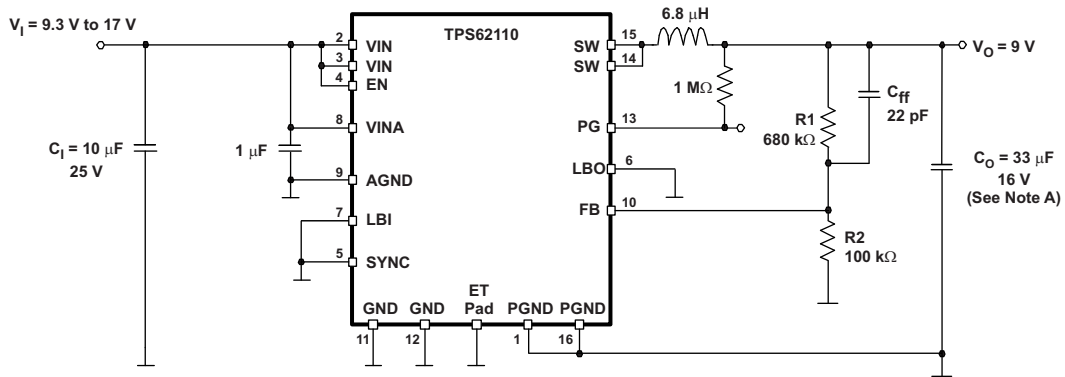 V_I = 9.3 V to 17 V
TPS62110
6.8 μH
2
VIN
3
VIN
4
EN
8
VINA
9
AGND
7
LBI
5
SYNC
C_I = 10 μF
25 V
1 μF
SW
15
SW
14
1 MΩ
PG
13
LBO
6
FB
10
V_O = 9 V
C_ff
22 pF
R1
680 kΩ
C_O = 33 μF
16 V
(See Note A)
R2
100 kΩ
GND
GND
ET
Pad
PGND
PGND
11
12
1
16